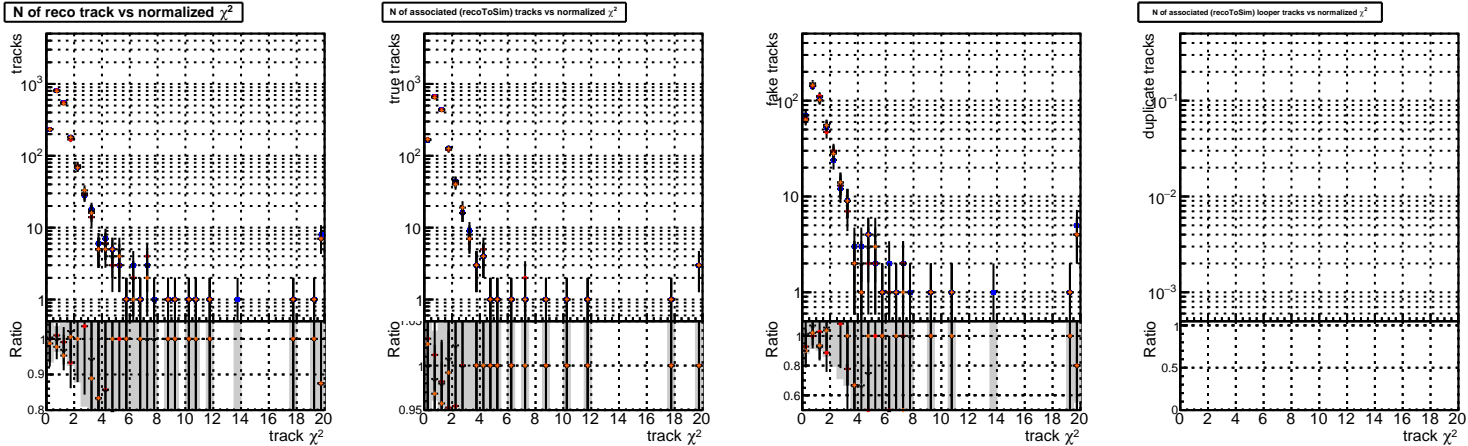 N of reco track vs normalized χ²
tracks
10³
10²
10
1
Ratio
1
0.9
0.8
0 2 4 6 8 10 12 14 16 18 20
track χ²
N of associated (recoToSim) tracks vs normalized χ²
true tracks
10³
10²
10
1
Ratio
1.05
1
0.95
0 2 4 6 8 10 12 14 16 18 20
track χ²
fake tracks
10²
10
1
Ratio
1
0.8
0.6
0 2 4 6 8 10 12 14 16 18 20
track χ²
N of associated (recoToSim) looper tracks vs normalized χ²
duplicate tracks
10⁻¹
10⁻²
10⁻³
Ratio
1
0.5
0
0 2 4 6 8 10 12 14 16 18 20
track χ²